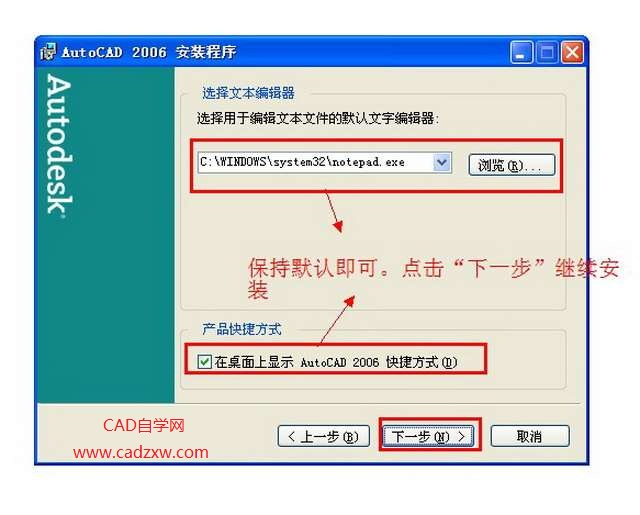 AutoCAD 2006 安装程序
Autodesk
选择文本编辑器
选择用于编辑文本文件的默认文字编辑器:
C:\WINDOWS\system32\notepad.exe
浏览(R)...
保持默认即可。点击“下一步”继续安
装
产品快捷方式
在桌面上显示 AutoCAD 2006 快捷方式(D)
CAD自学网
www.cadzxw.com
< 上一步(B)
下一步(N) >
取消